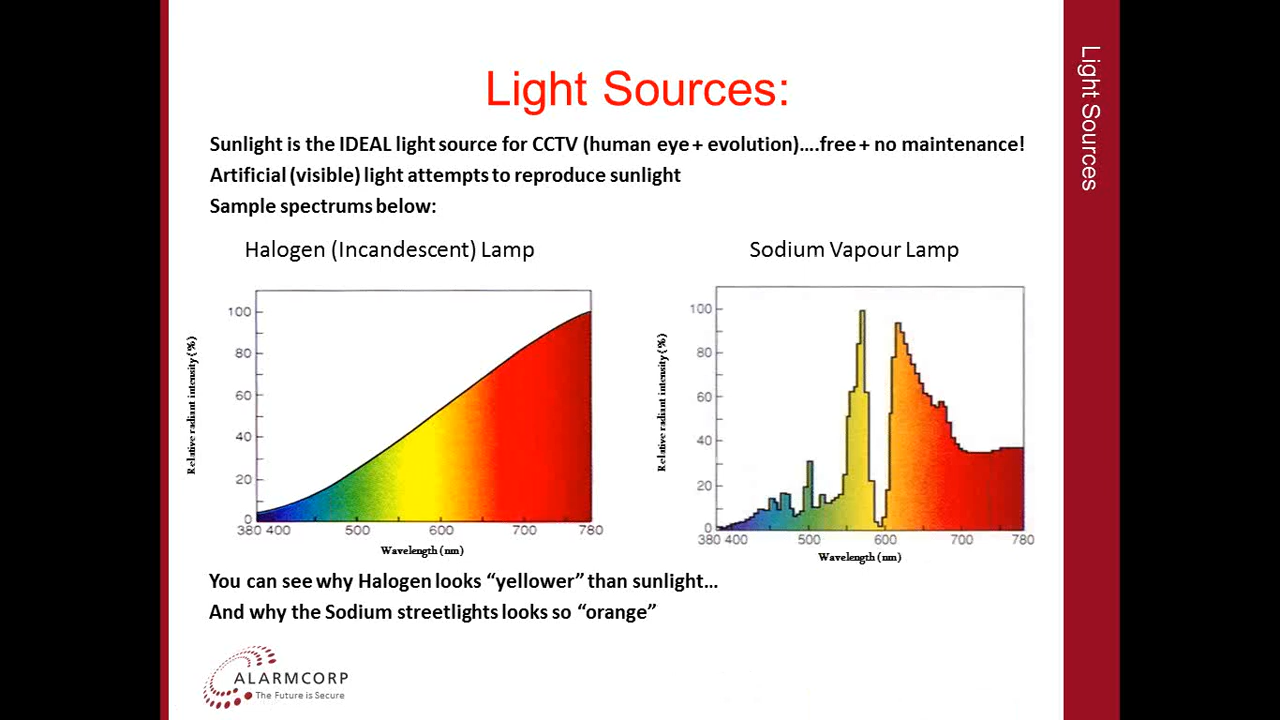 Light Sources:
Light Sources
Sunlight is the IDEAL light source for CCTV (human eye + evolution)….free + no maintenance!
Artificial (visible) light attempts to reproduce sunlight
Sample spectrums below:
Halogen (Incandescent) Lamp
Relative radiant intensity (%)
100
80
60
40
20
0
380 400 500 600 700 780
Wavelength (nm)
Sodium Vapour Lamp
Relative radiant intensity (%)
100
80
60
40
20
0
380 400 500 600 700 780
Wavelength (nm)
You can see why Halogen looks “yellower” than sunlight…
And why the Sodium streetlights looks so “orange”
ALARMCORP
The Future is Secure